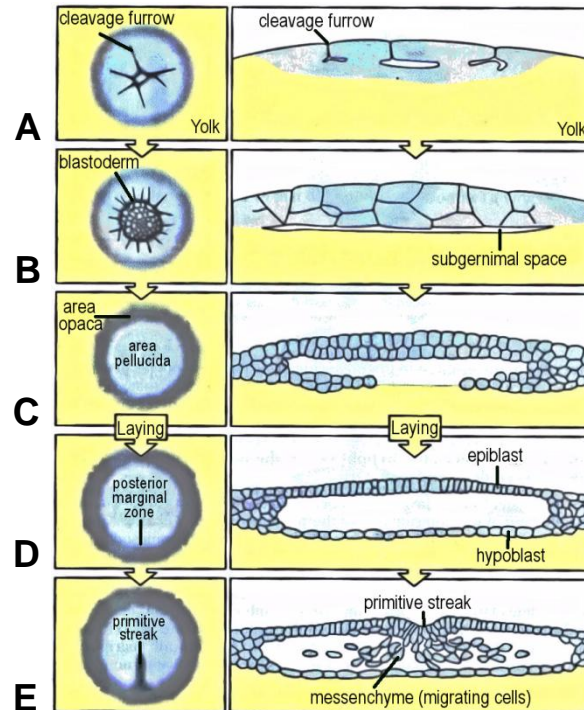 cleavage furrow
cleavage furrow
A
Yolk
Yolk
blastoderm
B
subgernimal space
area
opaca
area
pellucida
C
Laying
Laying
posterior
marginal
zone
epiblast
D
hypoblast
primitive
streak
primitive streak
E
messenchyme (migrating cells)